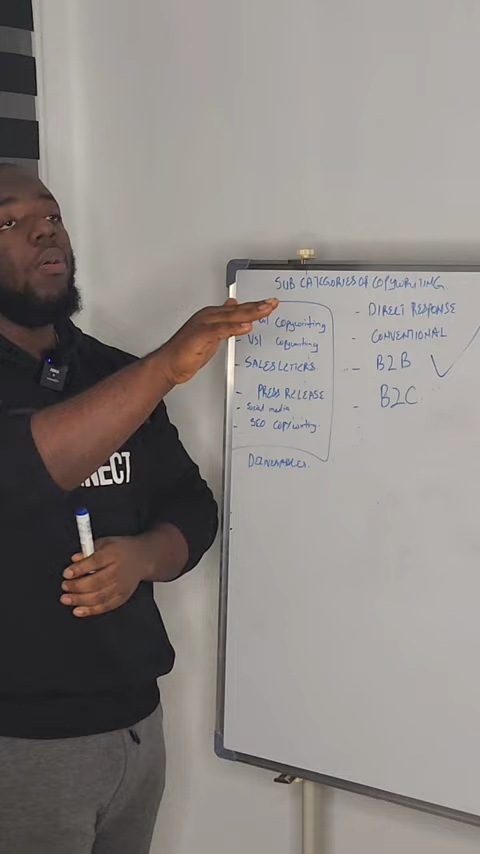 SUB CATEGORIES OF COPYWRITING
Copywriting
- VSl Copywriting
- SALES LETTERS
- PRESS RELEASE
- Social media
- SEO Copywriting
- DIRECT RESPONSE
- CONVENTIONAL
- B2B ✓
- B2C
NECT